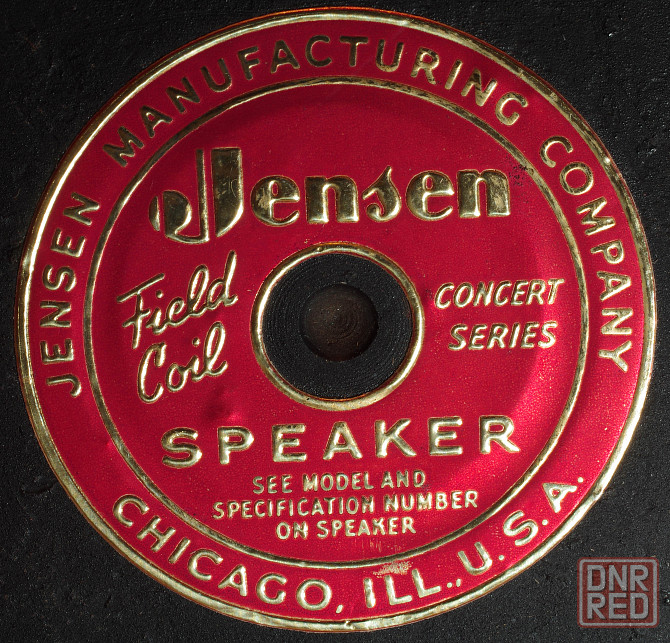 JENSEN MANUFACTURING COMPANY
Jensen
Field
Coil
CONCERT
SERIES
SPEAKER
SEE MODEL AND
SPECIFICATION NUMBER
ON SPEAKER
CHICAGO, ILL., U.S.A.
DNR
RED